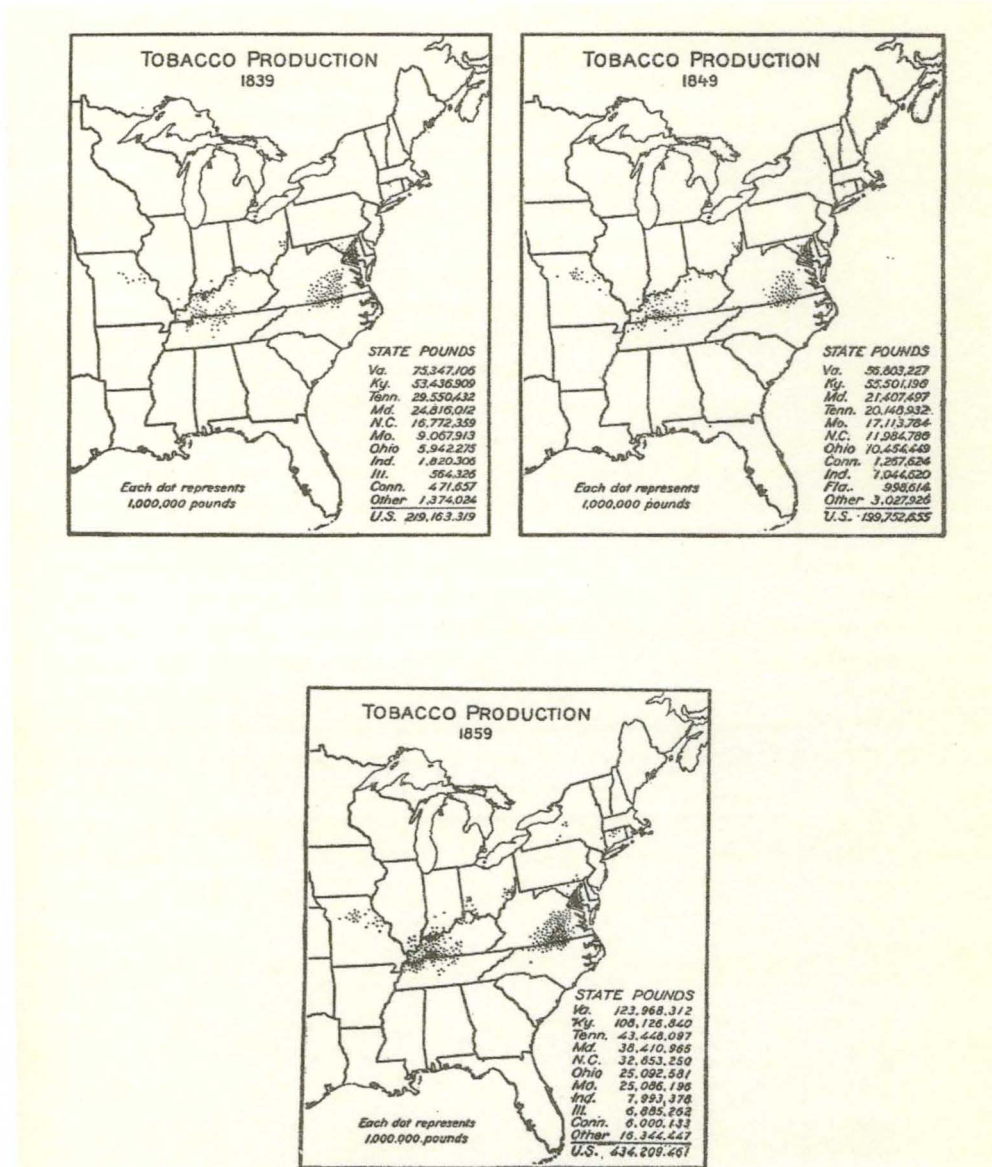 TOBACCO PRODUCTION
1839
STATE POUNDS
Va. 75,347,106
Ky. 53,436,909
Tenn. 29,550,432
Md. 24,816,012
N.C. 16,772,359
Mo. 9,067,913
Ohio 5,942,275
Ind. 1,820,306
Ill. 564,326
Conn. 471,657
Other 1,374,024
U.S. 219,163,319
Each dot represents
1,000,000 pounds
TOBACCO PRODUCTION
1849
STATE POUNDS
Va. 56,803,227
Ky. 55,501,196
Md. 21,407,497
Tenn. 20,148,932
Mo. 17,113,784
N.C. 11,984,786
Ohio 10,454,449
Conn. 1,267,624
Ind. 1,044,620
Fla. 998,614
Other 3,027,926
U.S. 199,752,655
Each dot represents
1,000,000 pounds
TOBACCO PRODUCTION
1859
STATE POUNDS
Va. 123,968,312
Ky. 108,126,840
Tenn. 43,448,097
Md. 38,410,965
N.C. 32,853,250
Ohio 25,092,581
Mo. 25,086,196
Ind. 7,993,378
Ill. 6,885,262
Conn. 6,000,133
Other 16,344,447
U.S. 434,209,461
Each dot represents
1,000,000 pounds